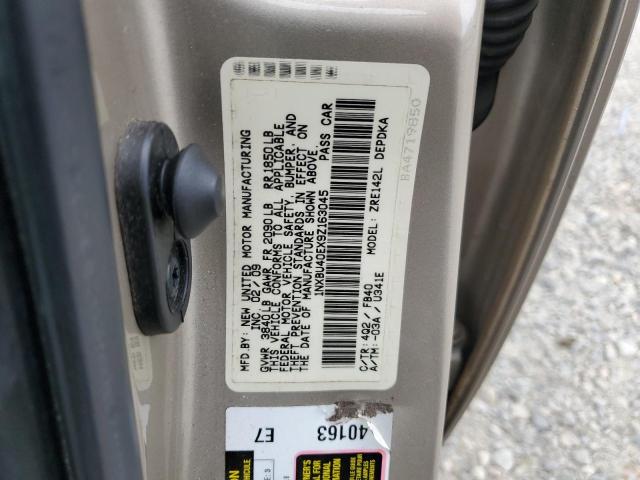 MFD.BY: NEW UNITED MOTOR MANUFACTURING
INC. 02/09
GVWR 3840LB GAWR FR 2090LB RR 1850LB
THIS VEHICLE CONFORMS TO ALL APPLICABLE
FEDERAL MOTOR VEHICLE SAFETY, BUMPER, AND
THEFT PREVENTION STANDARDS IN EFFECT ON
THE DATE OF MANUFACTURE SHOWN ABOVE.
1NXBU40EX9Z163045 PASS CAR
C/TR: 4Q2/FB40 MODEL: ZRE142L DEPDKA
A/TM: -03A/U341E
BA4719850
40163
E7